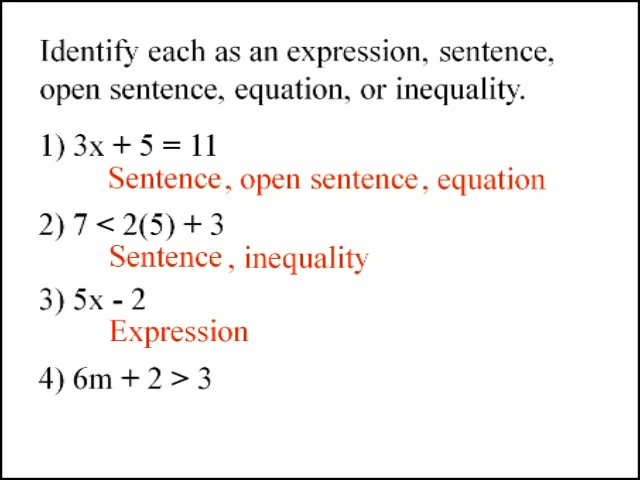 Identify each as an expression, sentence,
open sentence, equation, or inequality.
1) 3x + 5 = 11
Sentence, open sentence, equation
2) 7 < 2(5) + 3
Sentence, inequality
3) 5x - 2
Expression
4) 6m + 2 > 3